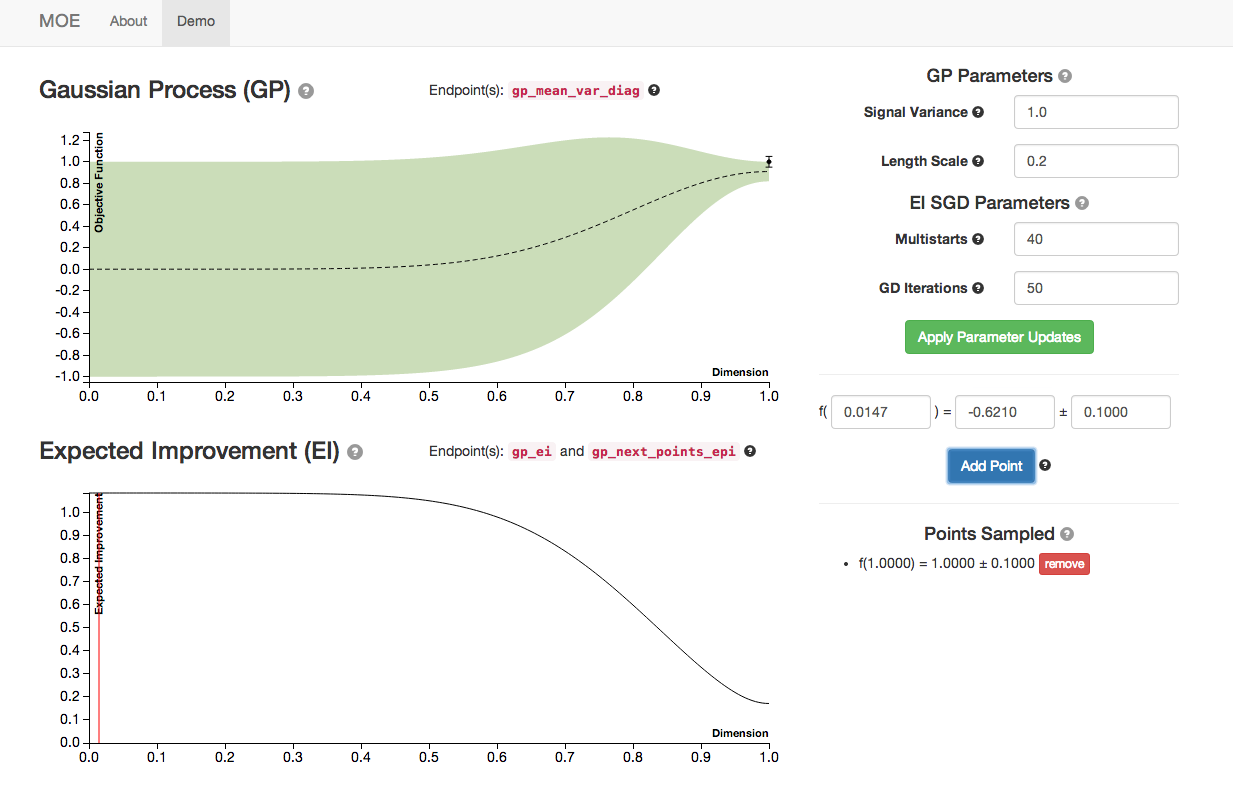 MOE About Demo
Gaussian Process (GP) ?
Endpoint(s): gp_mean_var_diag ?
Objective Function
1.2
1.0
0.8
0.6
0.4
0.2
0.0
-0.2
-0.4
-0.6
-0.8
-1.0
Dimension
0.0 0.1 0.2 0.3 0.4 0.5 0.6 0.7 0.8 0.9 1.0
Expected Improvement (EI) ?
Endpoint(s): gp_ei and gp_next_points_epi ?
Expected Improvement
1.0
0.9
0.8
0.7
0.6
0.5
0.4
0.3
0.2
0.1
0.0
Dimension
0.0 0.1 0.2 0.3 0.4 0.5 0.6 0.7 0.8 0.9 1.0
GP Parameters ?
Signal Variance ? 1.0
Length Scale ? 0.2
EI SGD Parameters ?
Multistarts ? 40
GD Iterations ? 50
Apply Parameter Updates
f( 0.0147 ) = -0.6210 ± 0.1000
Add Point ?
Points Sampled ?
• f(1.0000) = 1.0000 ± 0.1000 remove